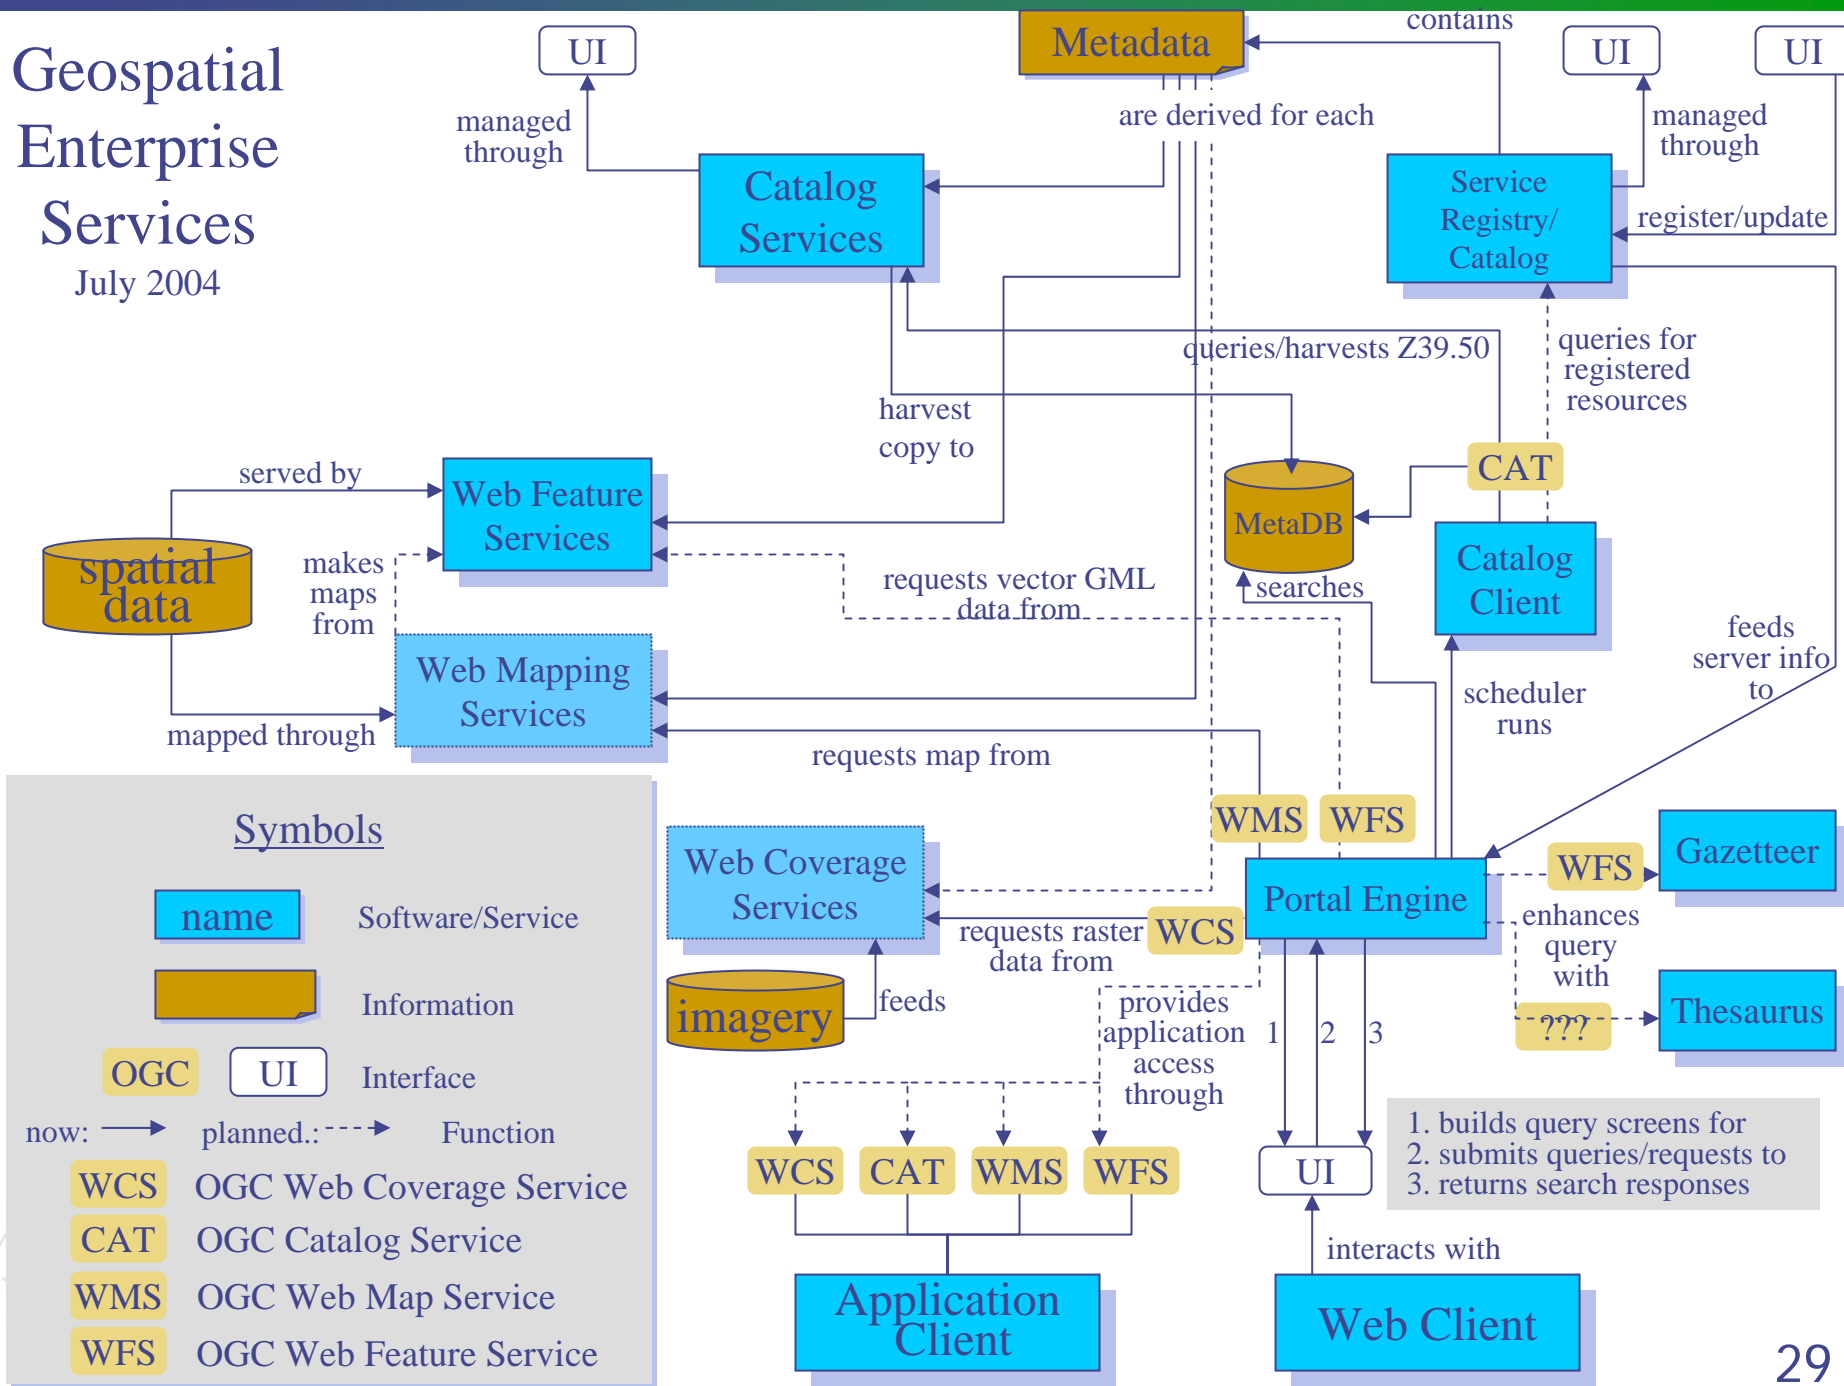 Geospatial
Enterprise
Services
July 2004
UI
Metadata
contains
UI
UI
managed
through
are derived for each
managed
through
Catalog
Services
Service
Registry/
Catalog
register/update
queries/harvests Z39.50
queries for
registered
resources
harvest
copy to
served by
Web Feature
Services
CAT
MetaDB
spatial
data
makes
maps
from
requests vector GML
data from
searches
Catalog
Client
feeds
server info
to
Web Mapping
Services
scheduler
runs
mapped through
requests map from
WMS
WFS
Symbols
Web Coverage
Services
Portal Engine
WFS
Gazetteer
name
Software/Service
requests raster
data from
WCS
enhances
query
with
Information
imagery
feeds
provides
application
access
through
1
2
3
???
Thesaurus
OGC
UI
Interface
now:
planned.:
Function
1. builds query screens for
2. submits queries/requests to
3. returns search responses
WCS
CAT
WMS
WFS
UI
WCS OGC Web Coverage Service
CAT OGC Catalog Service
WMS OGC Web Map Service
WFS OGC Web Feature Service
interacts with
Application
Client
Web Client
29